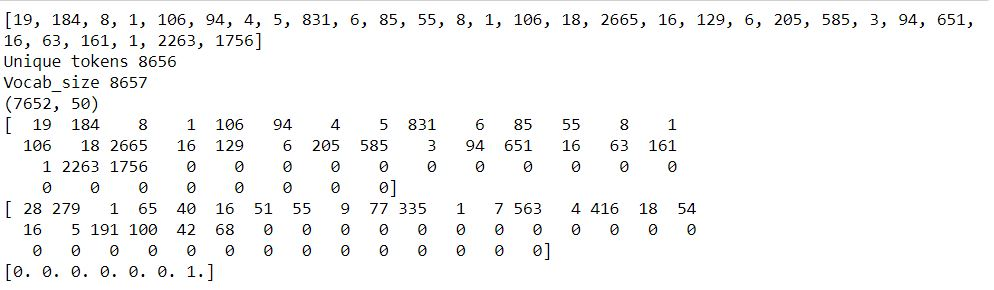 [19, 184, 8, 1, 106, 94, 4, 5, 831, 6, 85, 55, 8, 1, 106, 18, 2665, 16, 129, 6, 205, 585, 3, 94, 651,
16, 63, 161, 1, 2263, 1756]
Unique tokens 8656
Vocab_size 8657
(7652, 50)
[  19  184    8    1  106   94    4    5  831    6   85   55    8    1
  106   18 2665   16  129    6  205  585    3   94  651   16   63  161
    1 2263 1756    0    0    0    0    0    0    0    0    0    0    0
    0    0    0    0    0    0    0    0]
[ 28 279   1  65  40  16  51  55   9  77 335   1   7 563   4 416  18  54
  16   5 191 100  42  68   0   0   0   0   0   0   0   0   0   0   0   0
   0   0   0   0   0   0   0   0   0   0   0   0   0   0]
[0. 0. 0. 0. 0. 0. 1.]